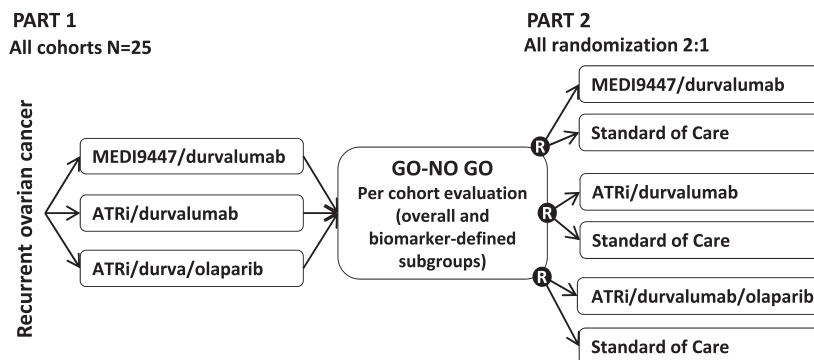 PART 1
All cohorts N=25
Recurrent ovarian cancer
MEDI9447/durvalumab
ATRi/durvalumab
ATRi/durva/olaparib
GO-NO GO
Per cohort evaluation
(overall and
biomarker-defined
subgroups)
PART 2
All randomization 2:1
R
MEDI9447/durvalumab
Standard of Care
R
ATRi/durvalumab
Standard of Care
R
ATRi/durvalumab/olaparib
Standard of Care